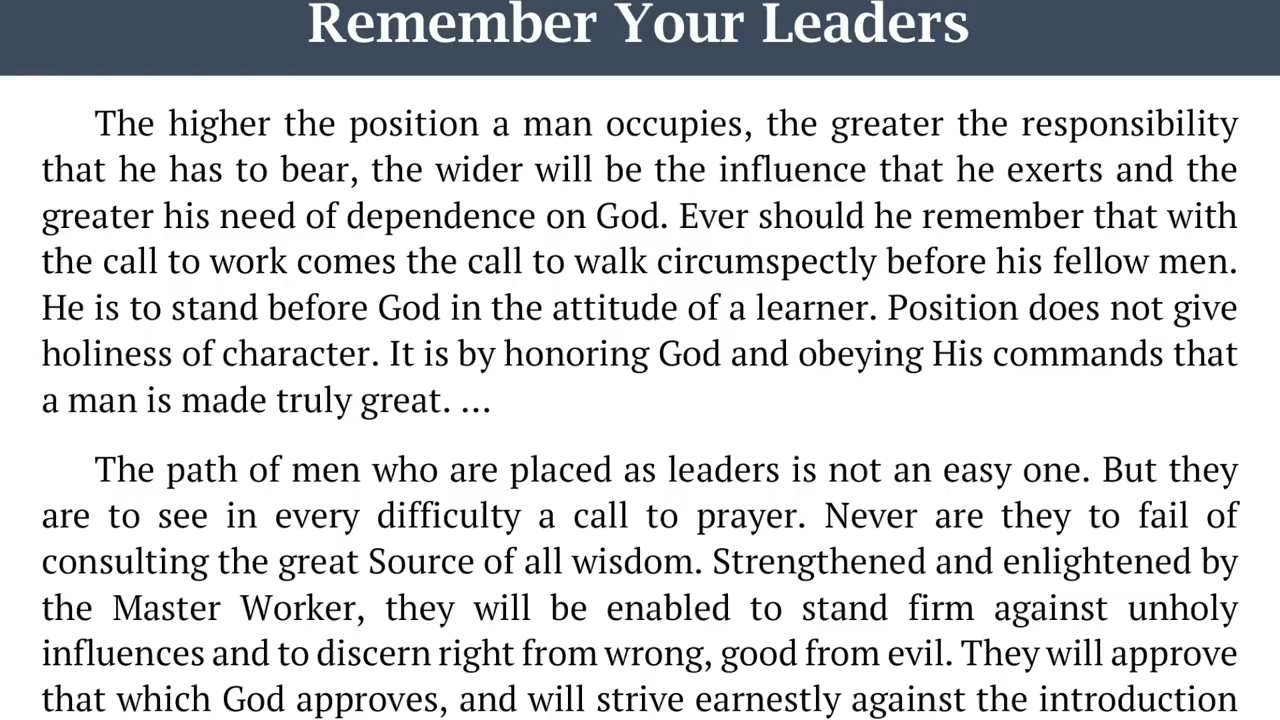 Remember Your Leaders
The higher the position a man occupies, the greater the responsibility
that he has to bear, the wider will be the influence that he exerts and the
greater his need of dependence on God. Ever should he remember that with
the call to work comes the call to walk circumspectly before his fellow men.
He is to stand before God in the attitude of a learner. Position does not give
holiness of character. It is by honoring God and obeying His commands that
a man is made truly great. ...
The path of men who are placed as leaders is not an easy one. But they
are to see in every difficulty a call to prayer. Never are they to fail of
consulting the great Source of all wisdom. Strengthened and enlightened by
the Master Worker, they will be enabled to stand firm against unholy
influences and to discern right from wrong, good from evil. They will approve
that which God approves, and will strive earnestly against the introduction